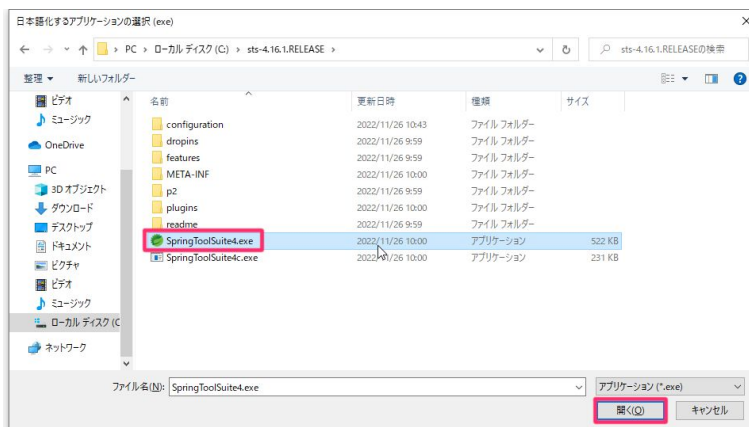 日本語化するアプリケーションの選択 (exe)
PC > ローカル ディスク (C:) > sts-4.16.1.RELEASE >
sts-4.16.1.RELEASEの検索
整理 新しいフォルダー
名前 更新日時 種類 サイズ
ビデオ
ミュージック
OneDrive
PC
3D オブジェクト
ダウンロード
デスクトップ
ドキュメント
ピクチャ
ビデオ
ミュージック
ローカル ディスク (C
ネットワーク
configuration 2022/11/26 10:43 ファイル フォルダー
dropins 2022/11/26 9:59 ファイル フォルダー
features 2022/11/26 9:59 ファイル フォルダー
META-INF 2022/11/26 10:00 ファイル フォルダー
p2 2022/11/26 9:59 ファイル フォルダー
plugins 2022/11/26 10:00 ファイル フォルダー
readme 2022/11/26 9:59 ファイル フォルダー
SpringToolSuite4.exe 2022/11/26 10:00 アプリケーション 522 KB
SpringToolSuite4c.exe 2022/11/26 10:00 アプリケーション 231 KB
ファイル名(N): SpringToolSuite4.exe
アプリケーション (*.exe)
開く(O) キャンセル